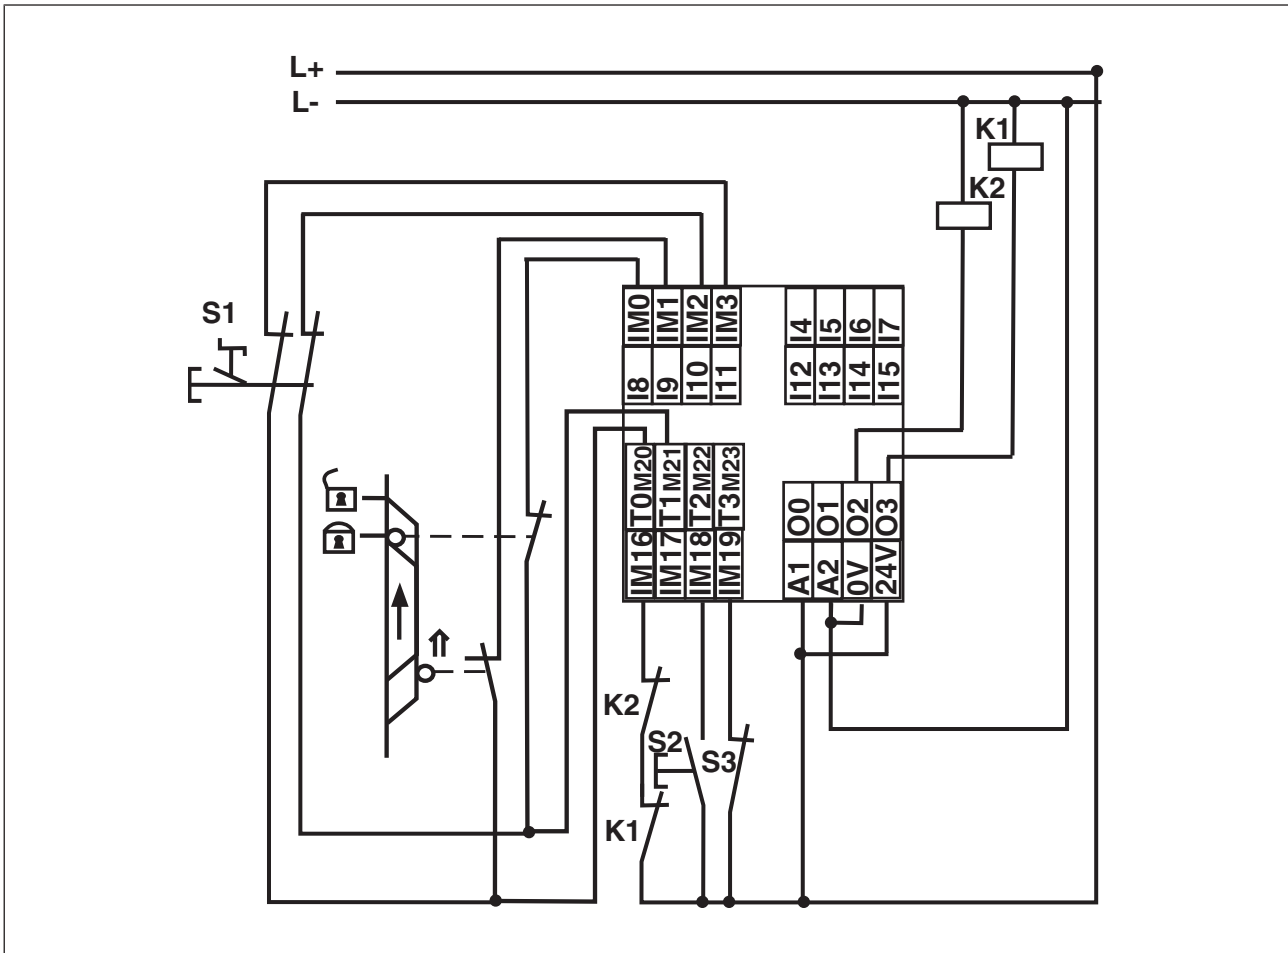 L+
L-
K1
K2
S1
IM0 IM1 IM2 IM3
I4 I5 I6 I7
I8 I9 I10 I11
I12 I13 I14 I15
T0M20 T1M21 T2M22 T3M23
IM16 IM17 IM18 IM19
O0 O1 O2 O3
A1 A2 0V 24V
K2
S2
S3
K1